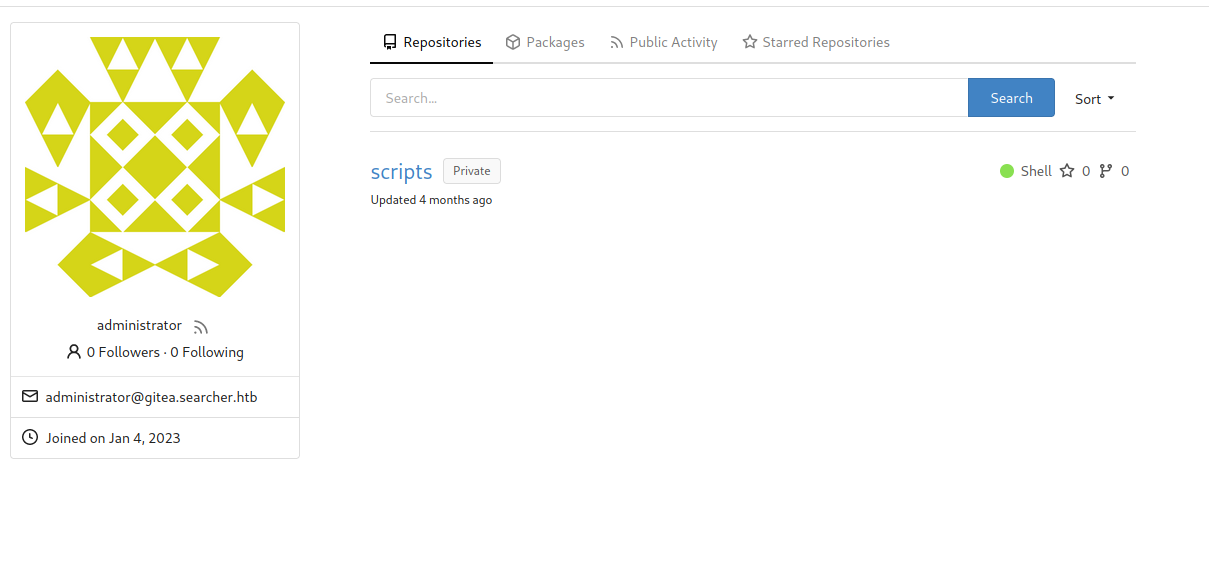 Repositories Packages Public Activity Starred Repositories
Search... Search Sort
scripts Private Shell 0 0
Updated 4 months ago
administrator
0 Followers · 0 Following
administrator@gitea.searcher.htb
Joined on Jan 4, 2023